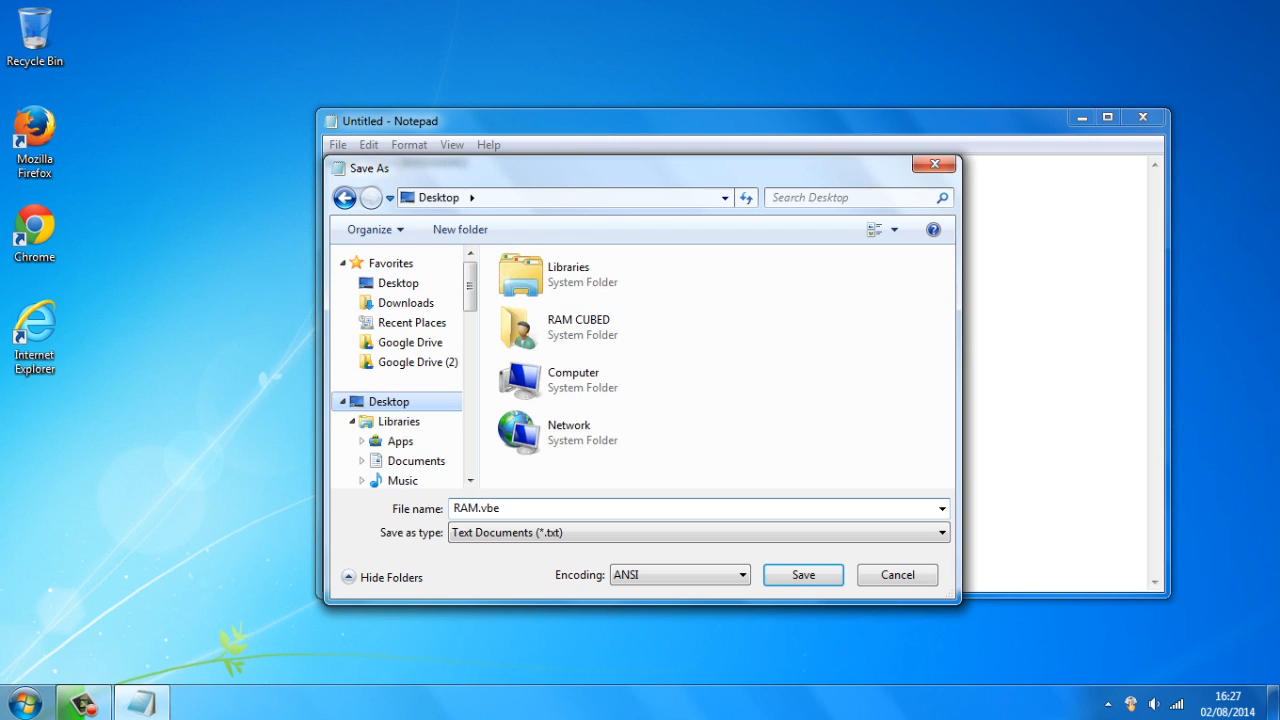 Recycle Bin
Mozilla
Firefox
Chrome
Internet
Explorer
Untitled - Notepad
File Edit Format View Help
Save As
Desktop
Search Desktop
Organize New folder
Favorites
Desktop
Downloads
Recent Places
Google Drive
Google Drive (2)
Desktop
Libraries
Apps
Documents
Music
Libraries
System Folder
RAM CUBED
System Folder
Computer
System Folder
Network
System Folder
File name: RAM.vbe
Save as type: Text Documents (*.txt)
Hide Folders
Encoding: ANSI
Save
Cancel
16:27
02/08/2014